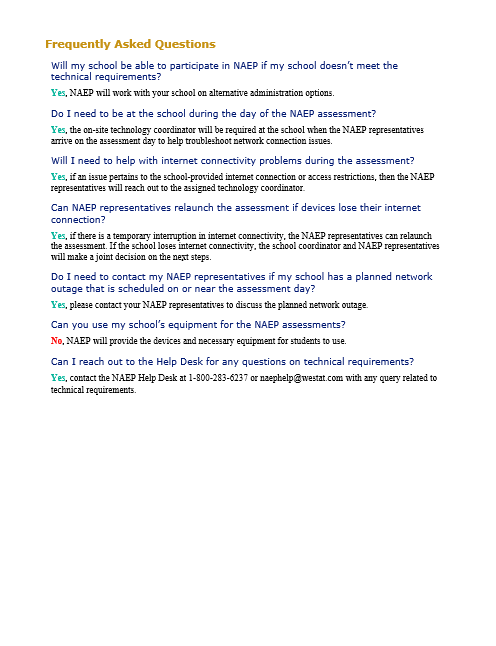 Frequently Asked Questions
Will my school be able to participate in NAEP if my school doesn’t meet the
technical requirements?
Yes, NAEP will work with your school on alternative administration options.
Do I need to be at the school during the day of the NAEP assessment?
Yes, the on-site technology coordinator will be required at the school when the NAEP representatives
arrive on the assessment day to help troubleshoot network connection issues.
Will I need to help with internet connectivity problems during the assessment?
Yes, if an issue pertains to the school-provided internet connection or access restrictions, then the NAEP
representatives will reach out to the assigned technology coordinator.
Can NAEP representatives relaunch the assessment if devices lose their internet
connection?
Yes, if there is a temporary interruption in internet connectivity, the NAEP representatives can relaunch
the assessment. If the school loses internet connectivity, the school coordinator and NAEP representatives
will make a joint decision on the next steps.
Do I need to contact my NAEP representatives if my school has a planned network
outage that is scheduled on or near the assessment day?
Yes, please contact your NAEP representatives to discuss the planned network outage.
Can you use my school’s equipment for the NAEP assessments?
No, NAEP will provide the devices and necessary equipment for students to use.
Can I reach out to the Help Desk for any questions on technical requirements?
Yes, contact the NAEP Help Desk at 1-800-283-6237 or naephelp@westat.com with any query related to
technical requirements.